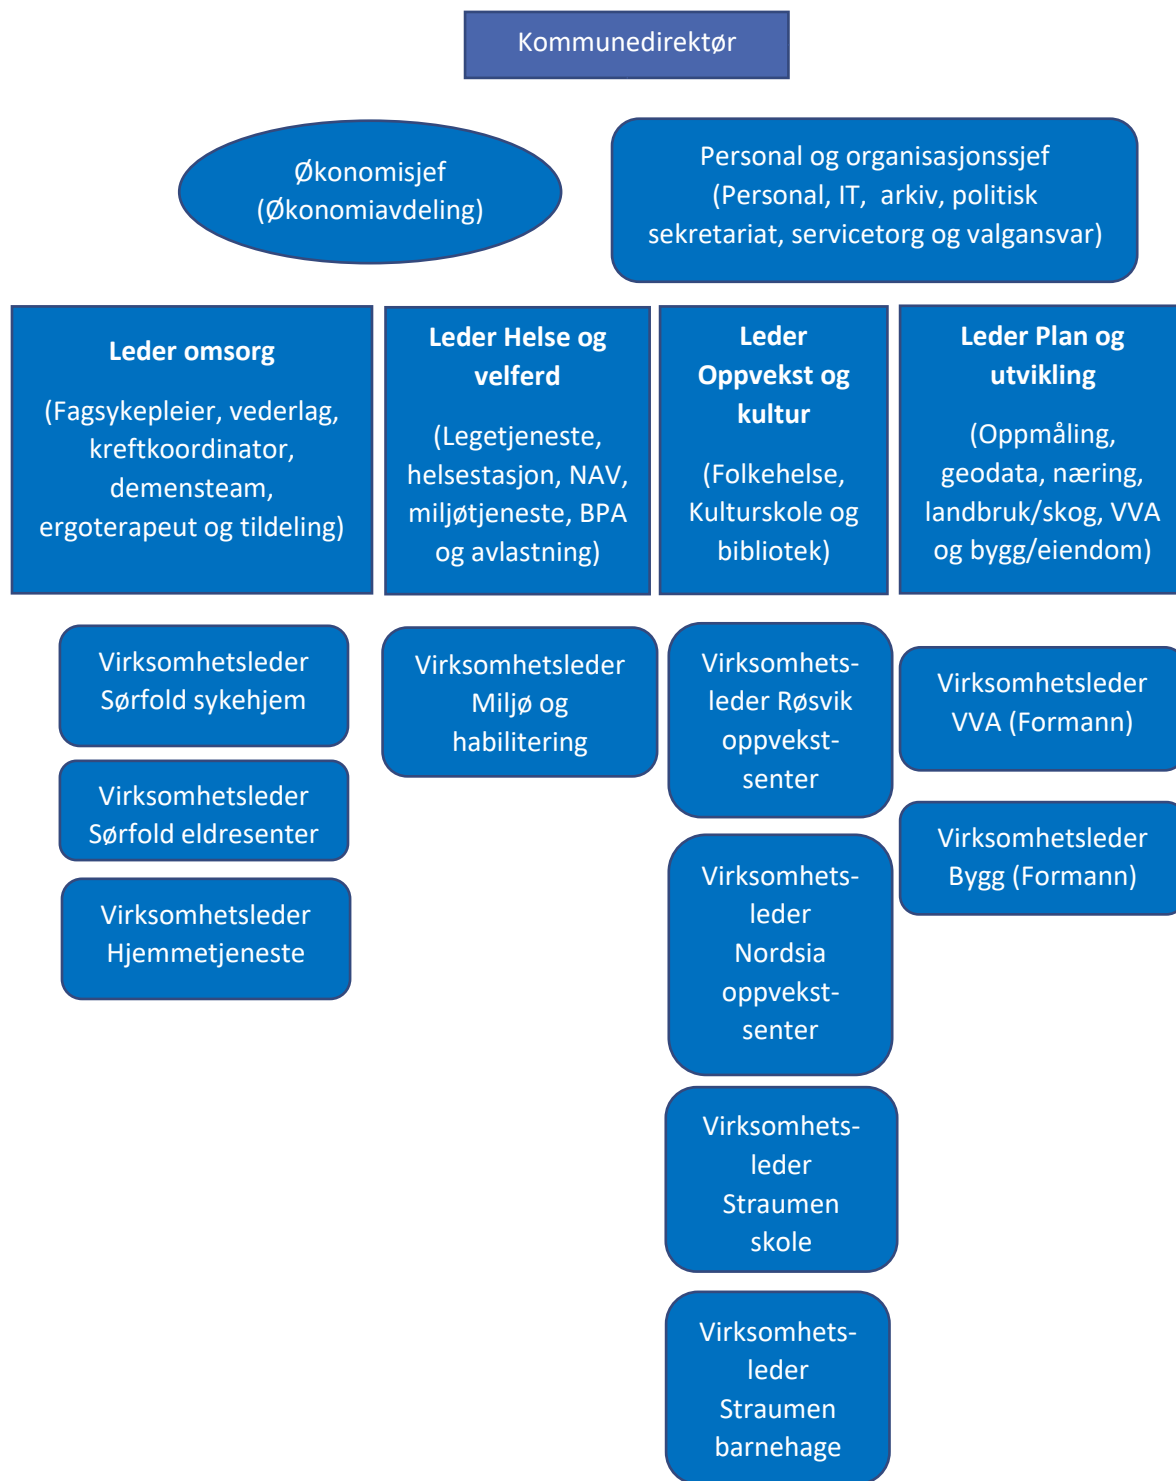 Kommunedirektør
Økonomisjef
(Økonomiavdeling)
Personal og organisasjonssjef
(Personal, IT, arkiv, politisk
sekretariat, servicetorg og valgansvar)
Leder omsorg
(Fagsykepleier, vederlag,
kreftkoordinator,
demensteam,
ergoterapeut og tildeling)
Leder Helse og
velferd
(Legetjeneste,
helsestasjon, NAV,
miljøtjeneste, BPA
og avlastning)
Leder
Oppvekst og
kultur
(Folkehelse,
Kulturskole og
bibliotek)
Leder Plan og
utvikling
(Oppmåling,
geodata, næring,
landbruk/skog, VVA
og bygg/eiendom)
Virksomhetsleder
Sørfold sykehjem
Virksomhetsleder
Sørfold eldresenter
Virksomhetsleder
Hjemmetjeneste
Virksomhetsleder
Miljø og
habilitering
Virksomhets-
leder Røsvik
oppvekst-
senter
Virksomhets-
leder
Nordsia
oppvekst-
senter
Virksomhets-
leder
Straumen
skole
Virksomhets-
leder
Straumen
barnehage
Virksomhetsleder
VVA (Formann)
Virksomhetsleder
Bygg (Formann)